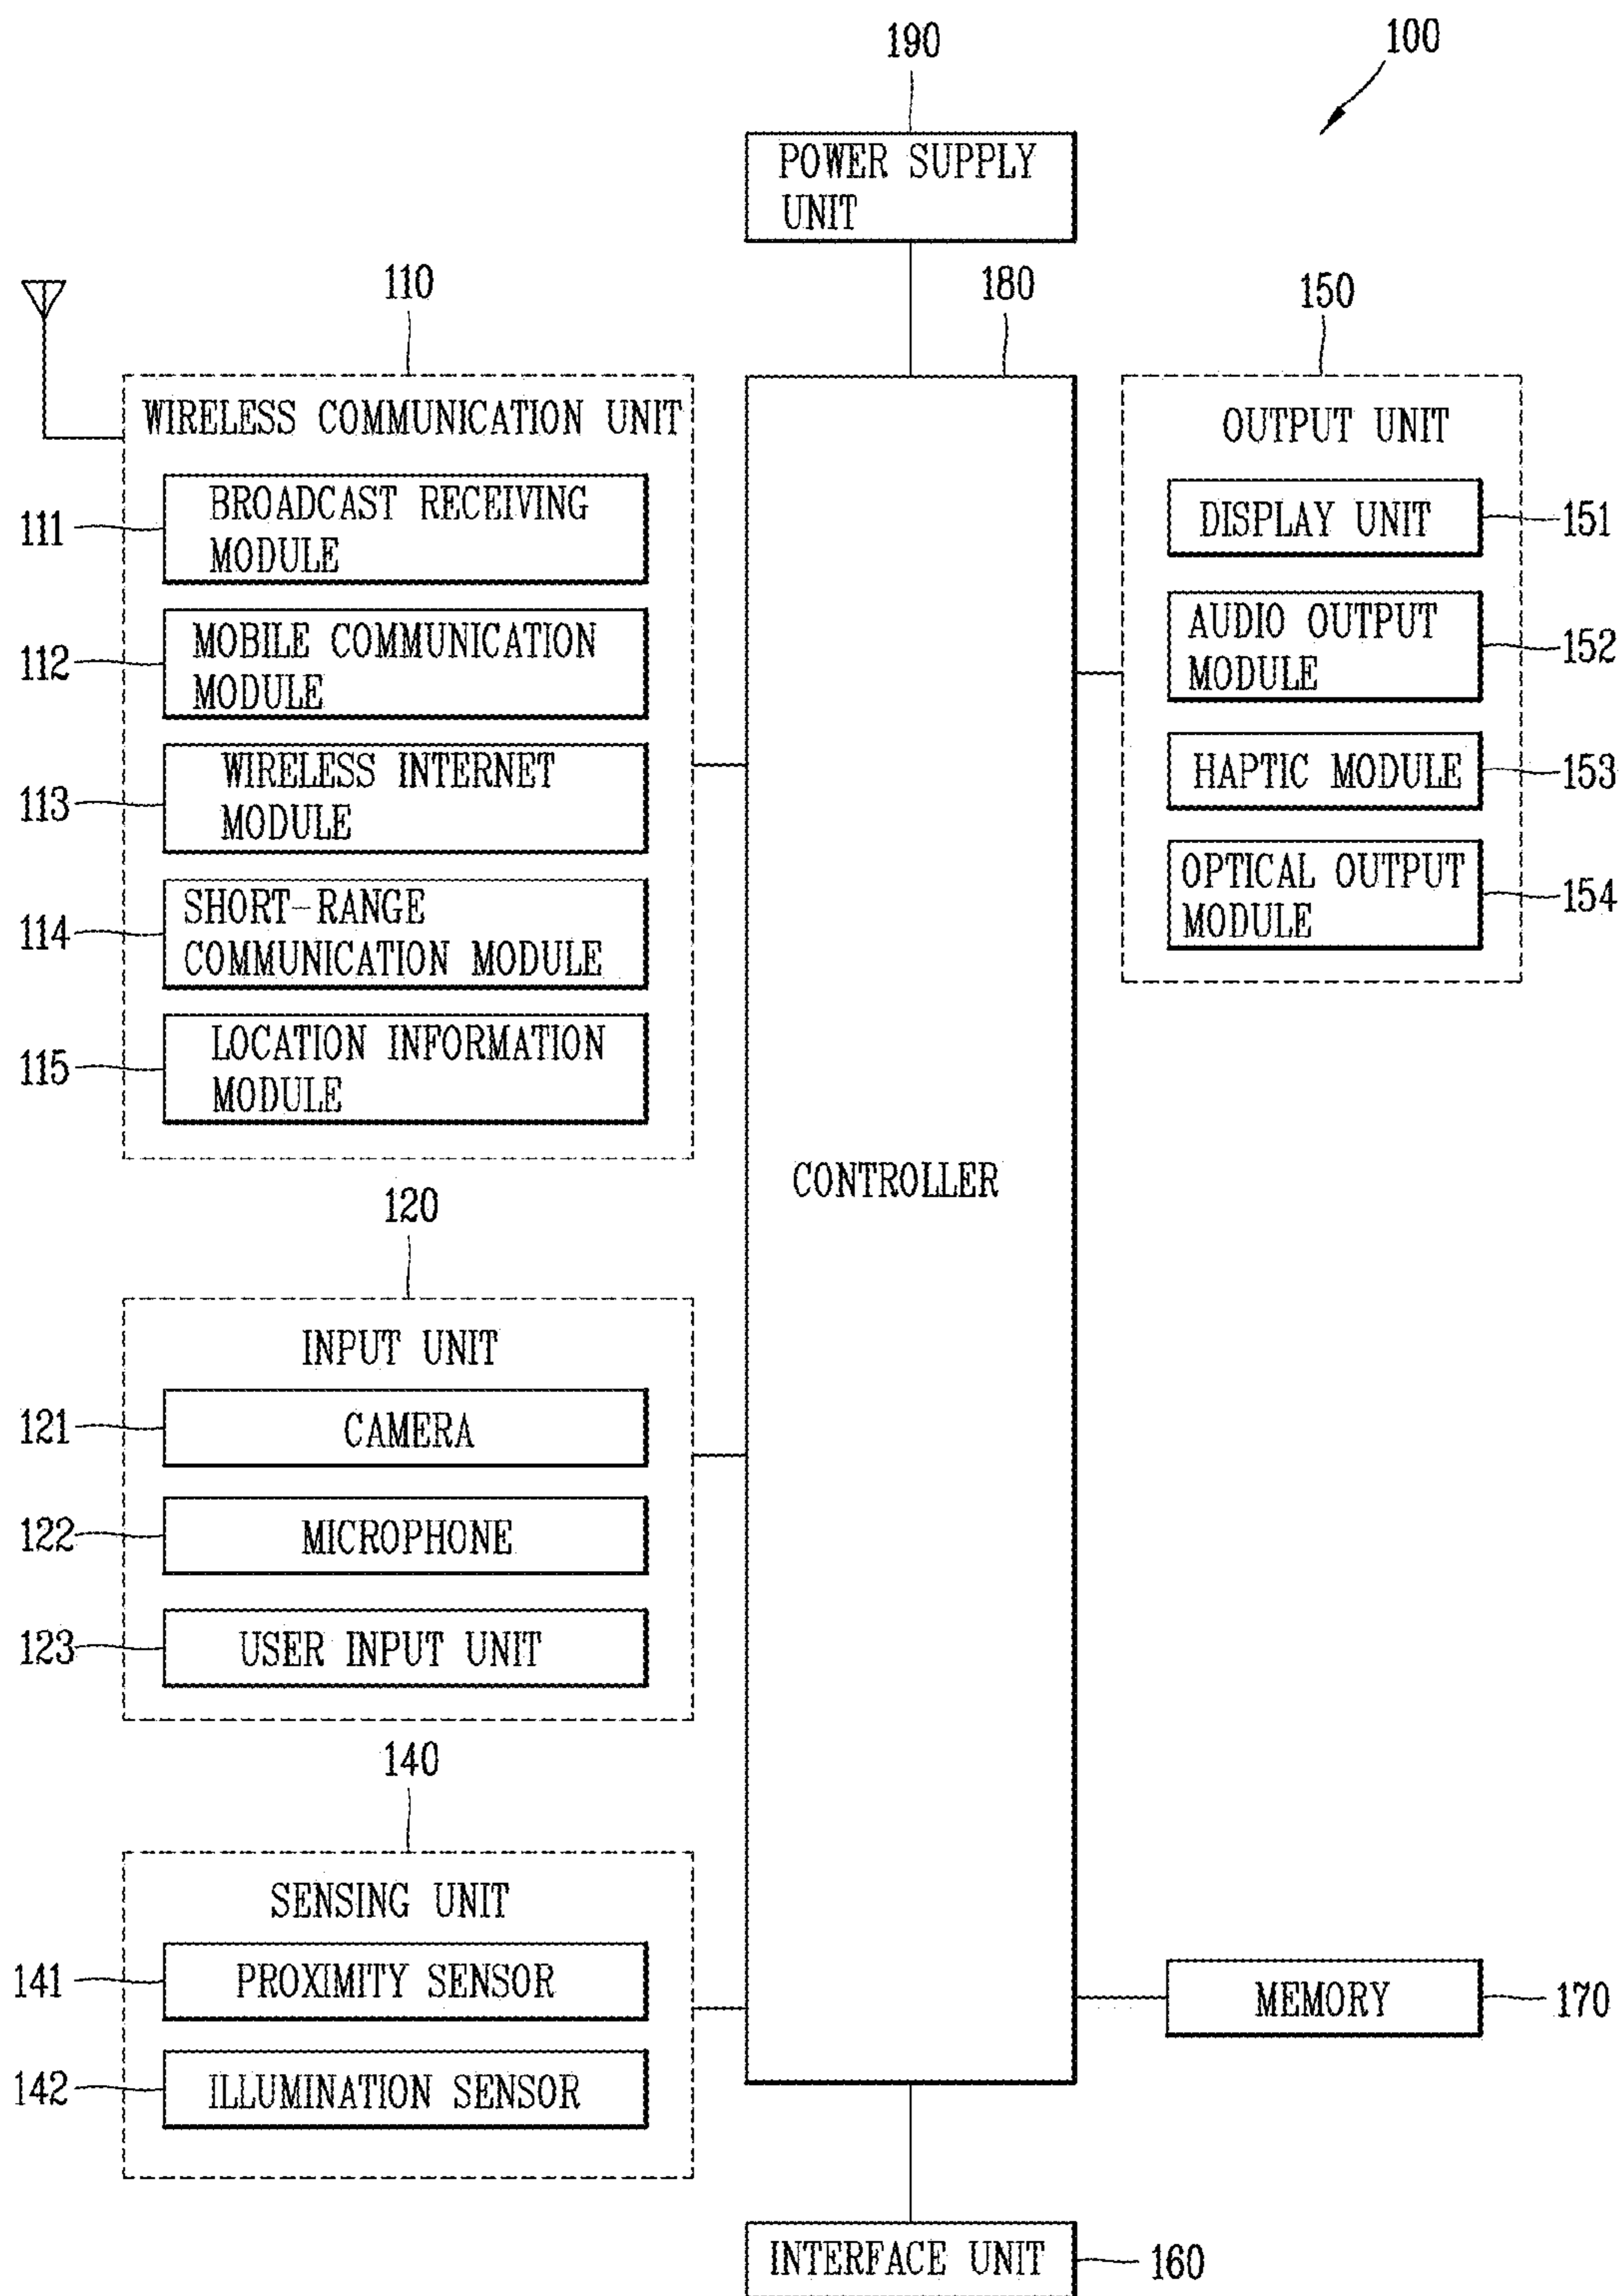 190
100
POWER SUPPLY
UNIT
110
180
150
WIRELESS COMMUNICATION UNIT
111
BROADCAST RECEIVING
MODULE
112
MOBILE COMMUNICATION
MODULE
113
WIRELESS INTERNET
MODULE
114
SHORT-RANGE
COMMUNICATION MODULE
115
LOCATION INFORMATION
MODULE
OUTPUT UNIT
DISPLAY UNIT
151
AUDIO OUTPUT
MODULE
152
HAPTIC MODULE
153
OPTICAL OUTPUT
MODULE
154
CONTROLLER
120
INPUT UNIT
121
CAMERA
122
MICROPHONE
123
USER INPUT UNIT
140
SENSING UNIT
141
PROXIMITY SENSOR
142
ILLUMINATION SENSOR
MEMORY
170
INTERFACE UNIT
160